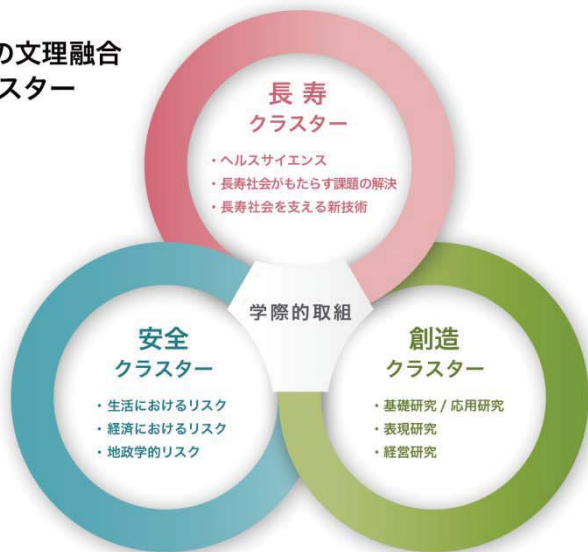 の文理融合
スター
長寿
クラスター
・ヘルスサイエンス
・長寿社会がもたらす課題の解決
・長寿社会を支える新技術
学際的取組
安全
クラスター
・生活におけるリスク
・経済におけるリスク
・地政学的リスク
創造
クラスター
・基礎研究 / 応用研究
・表現研究
・経営研究